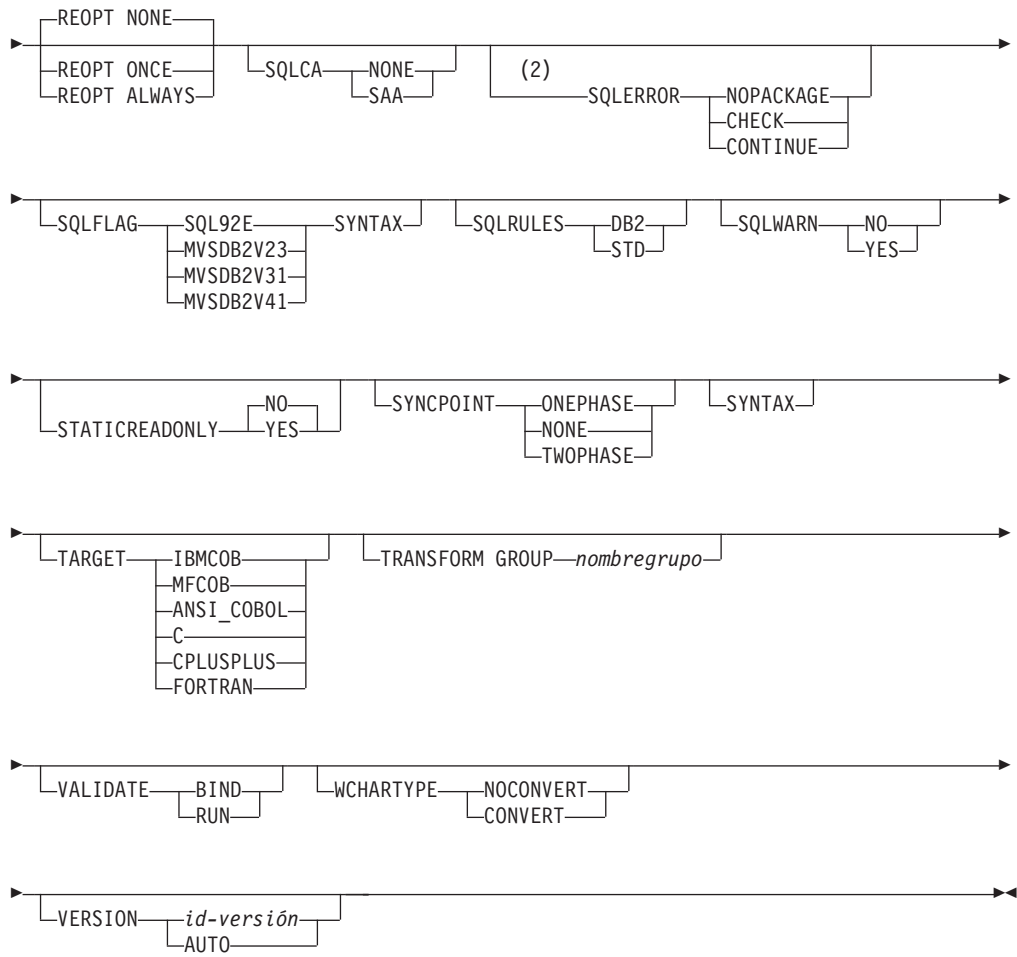 REOPT NONE
REOPT ONCE
REOPT ALWAYS
SQLCA NONE
SAA
(2)
SQLERROR NOPACKAGE
CHECK
CONTINUE
SQLFLAG SQL92E SYNTAX
MVSDB2V23
MVSDB2V31
MVSDB2V41
SQLRULES DB2
STD
SQLWARN NO
YES
STATICREADONLY NO
YES
SYNCPOINT ONEPHASE
NONE
TWOPHASE
SYNTAX
TARGET IBMCOB
MFCOB
ANSI_COBOL
C
CPLUSPLUS
FORTRAN
TRANSFORM GROUP nombregrupo
VALIDATE BIND
RUN
WCHARTYPE NOCONVERT
CONVERT
VERSION id-versión
AUTO